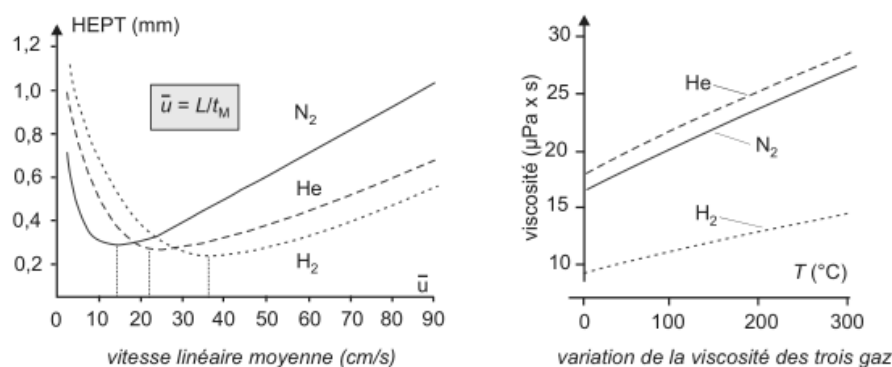 HEPT (mm)
1,2
1,0
0,8
0,6
0,4
0,2
ū = L/t_M
N₂
He
H₂
ū
0 10 20 30 40 50 60 70 80 90
vitesse linéaire moyenne (cm/s)
viscosité (µPa x s)
30
25
20
15
10
He
N₂
H₂
T (°C)
0 100 200 300
variation de la viscosité des trois gaz